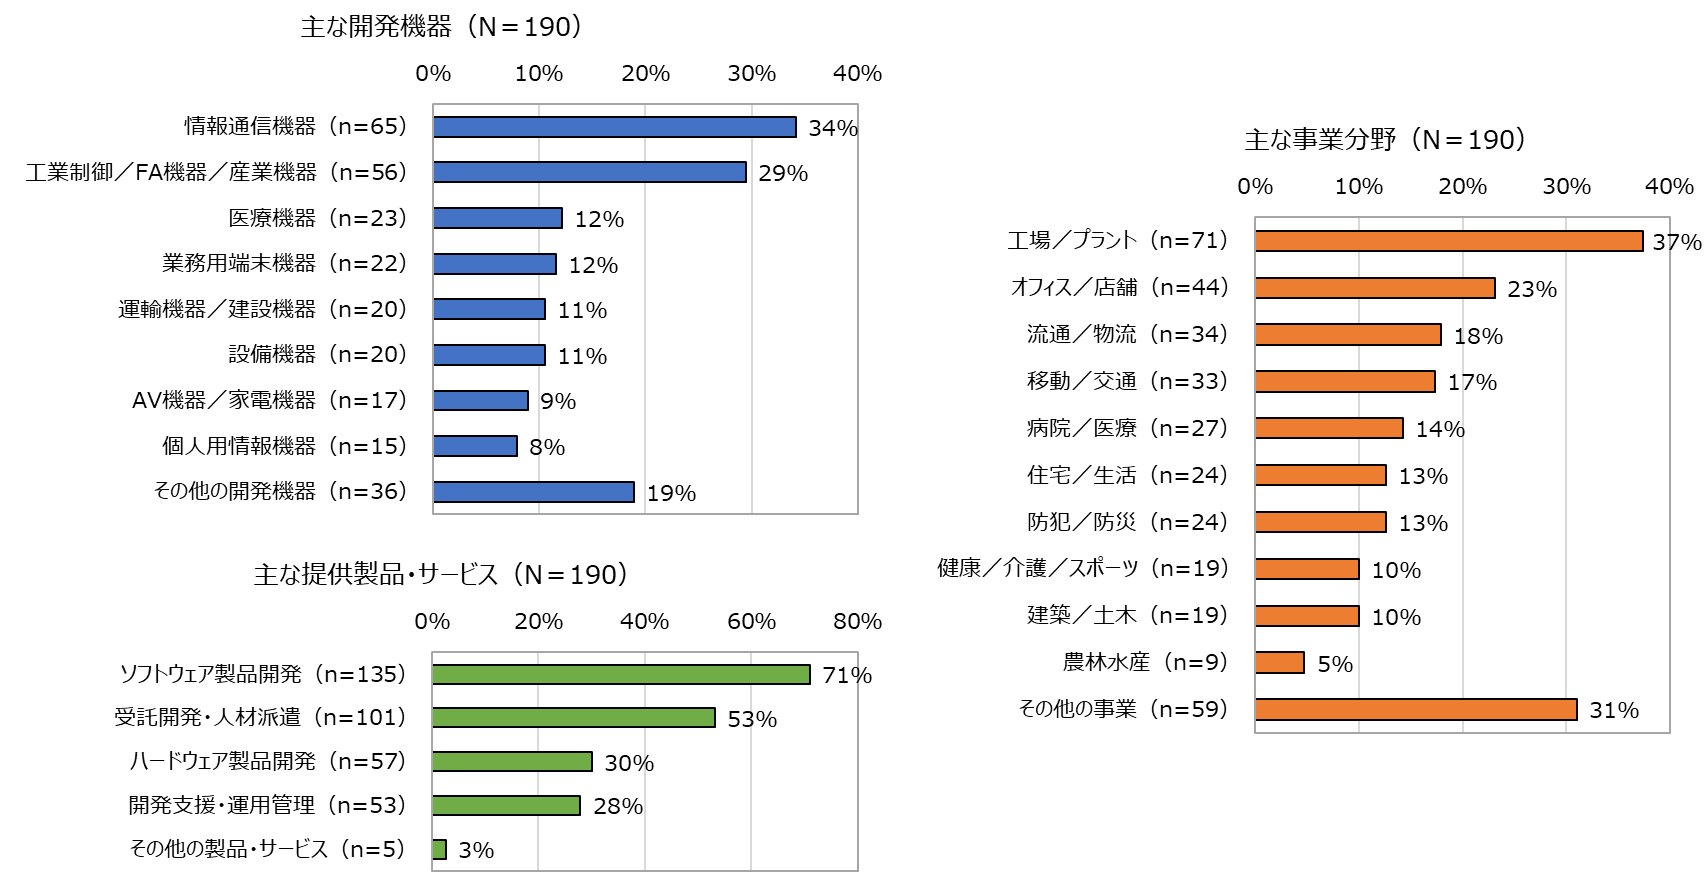 主な開発機器（N＝190）
0% 10% 20% 30% 40%
情報通信機器（n=65） 34%
工業制御／FA機器／産業機器（n=56） 29%
医療機器（n=23） 12%
業務用端末機器（n=22） 12%
運輸機器／建設機器（n=20） 11%
設備機器（n=20） 11%
AV機器／家電機器（n=17） 9%
個人用情報機器（n=15） 8%
その他の開発機器（n=36） 19%
主な提供製品・サービス（N＝190）
0% 20% 40% 60% 80%
ソフトウェア製品開発（n=135） 71%
受託開発・人材派遣（n=101） 53%
ハードウェア製品開発（n=57） 30%
開発支援・運用管理（n=53） 28%
その他の製品・サービス（n=5） 3%
主な事業分野（N＝190）
0% 10% 20% 30% 40%
工場／プラント（n=71） 37%
オフィス／店舗（n=44） 23%
流通／物流（n=34） 18%
移動／交通（n=33） 17%
病院／医療（n=27） 14%
住宅／生活（n=24） 13%
防犯／防災（n=24） 13%
健康／介護／スポーツ（n=19） 10%
建築／土木（n=19） 10%
農林水産（n=9） 5%
その他の事業（n=59） 31%